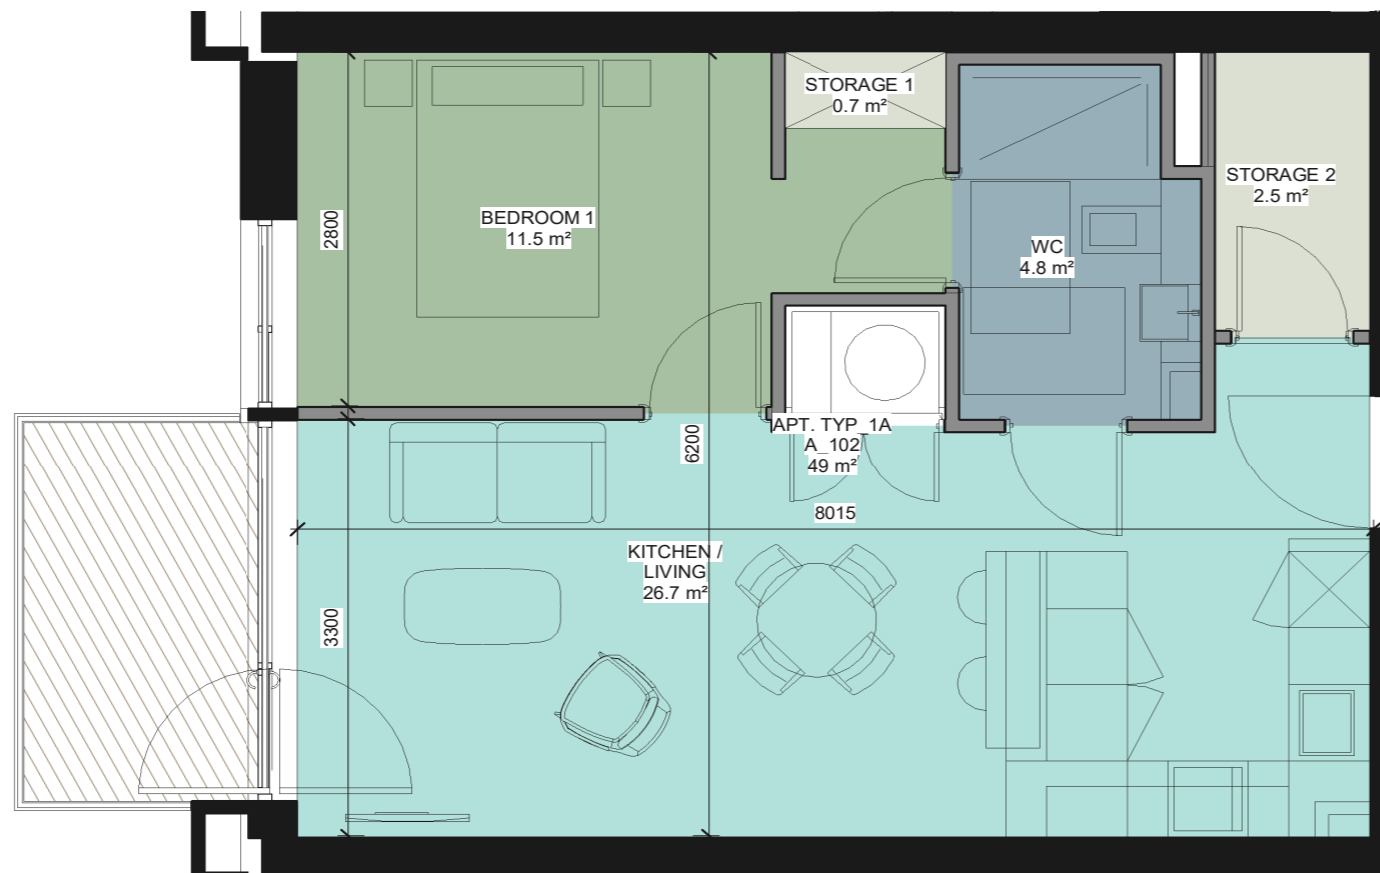 STORAGE 1
0.7 m²
STORAGE 2
2.5 m²
BEDROOM 1
11.5 m²
2800
WC
4.8 m²
APT. TYP_1A
A_102
49 m²
6200
8015
KITCHEN /
LIVING
26.7 m²
3300